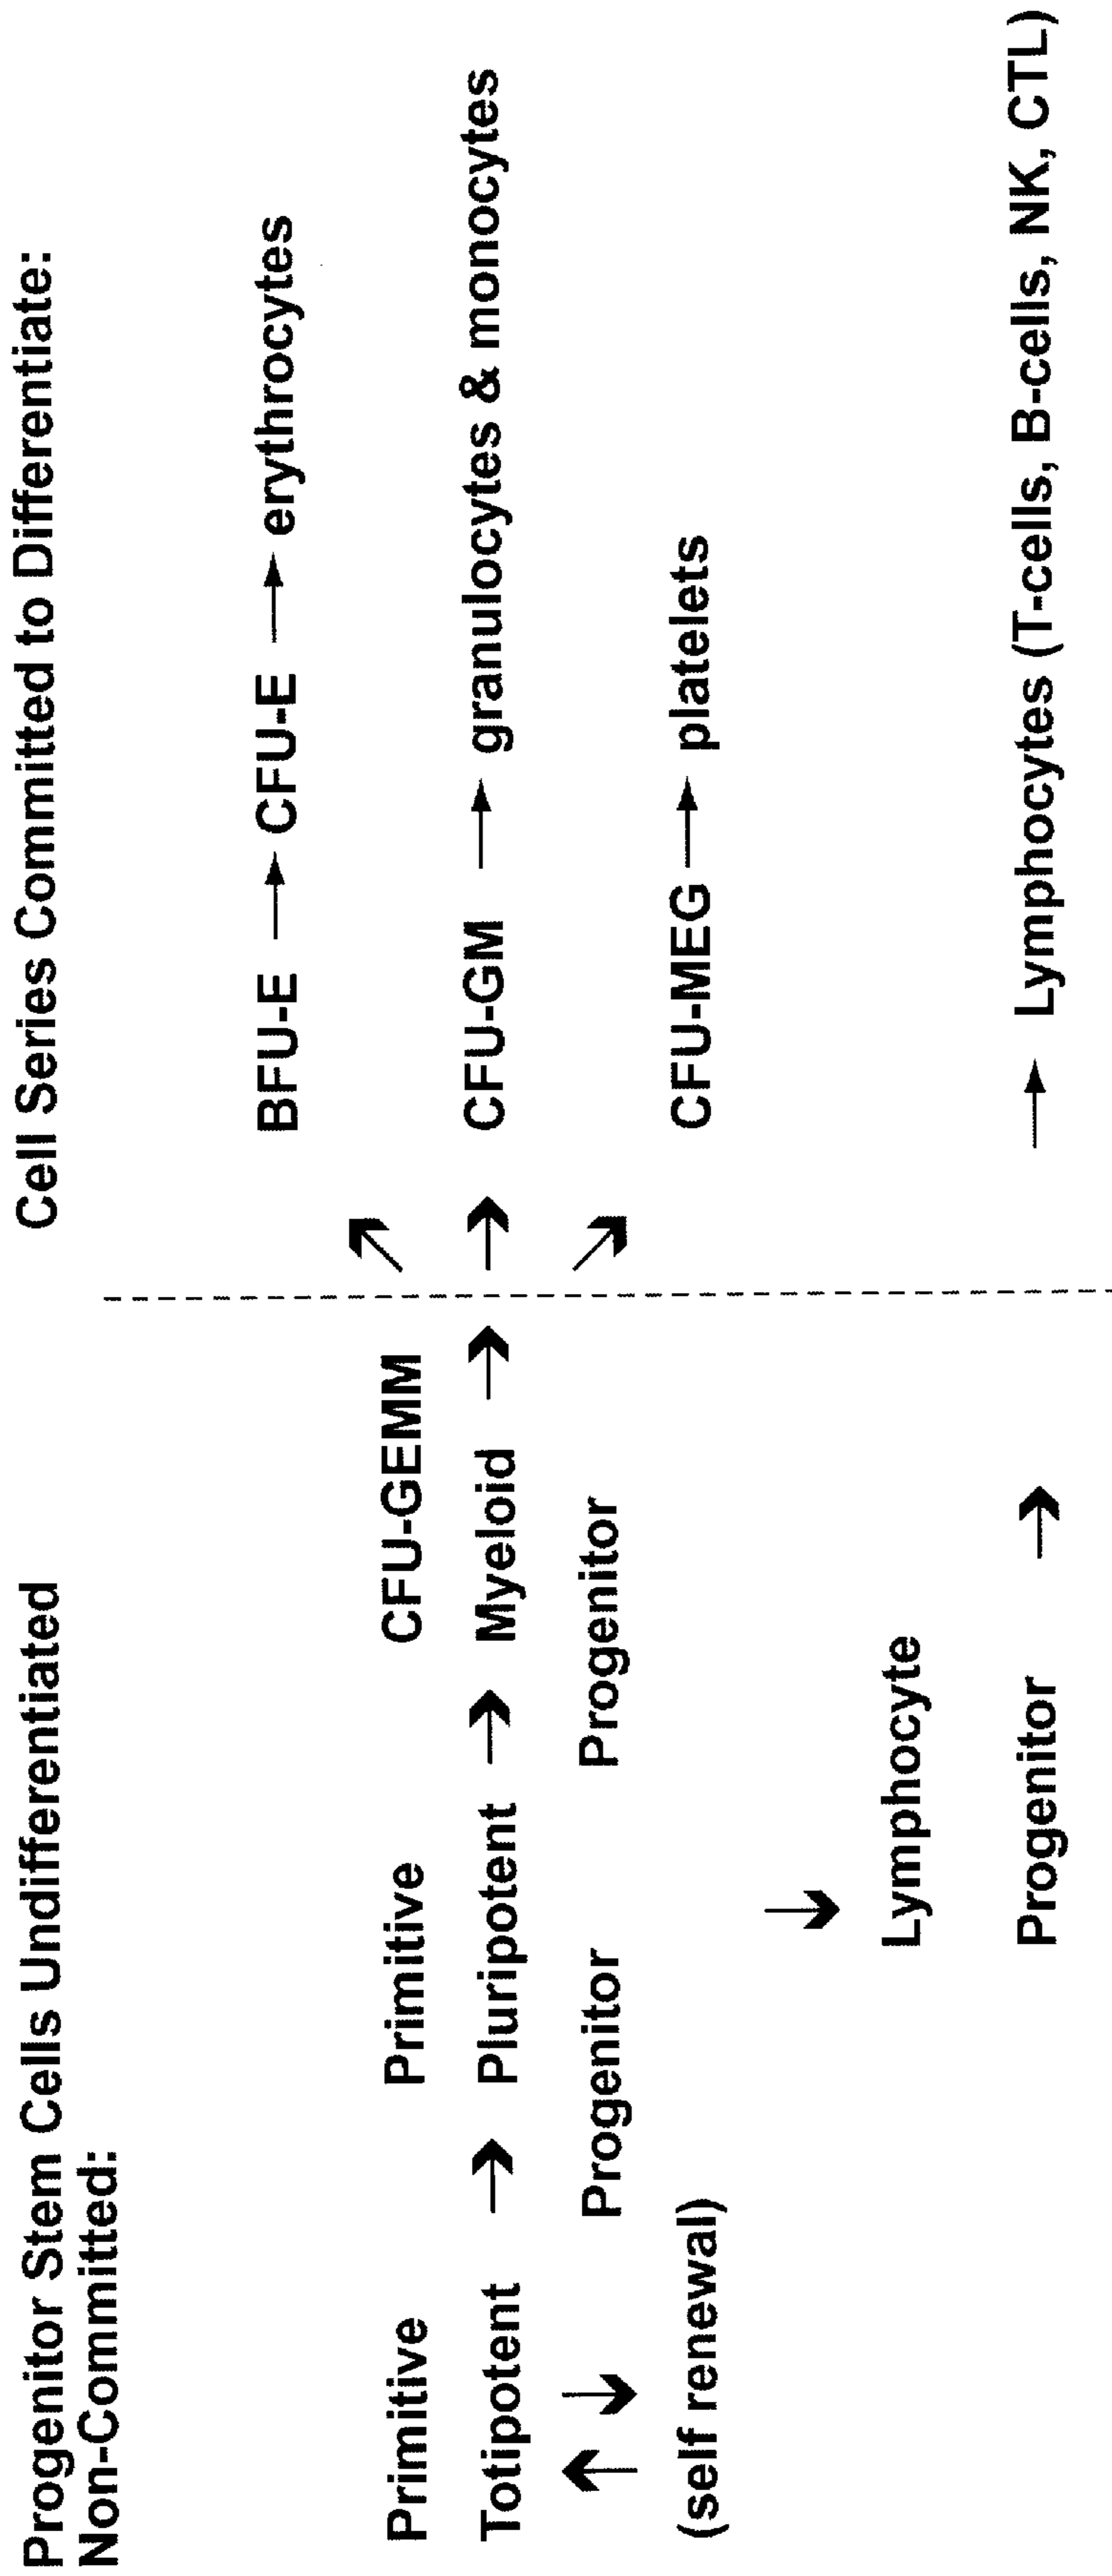 Progenitor Stem Cells Undifferentiated
Non-Committed:
Cell Series Committed to Differentiate:
BFU-E → CFU-E → erythrocytes
Primitive
Primitive
CFU-GEMM
Totipotent → Pluripotent → Myeloid → → CFU-GM → granulocytes & monocytes
Progenitor
Progenitor
(self renewal)
CFU-MEG → platelets
Lymphocyte
Progenitor → → Lymphocytes (T-cells, B-cells, NK, CTL)